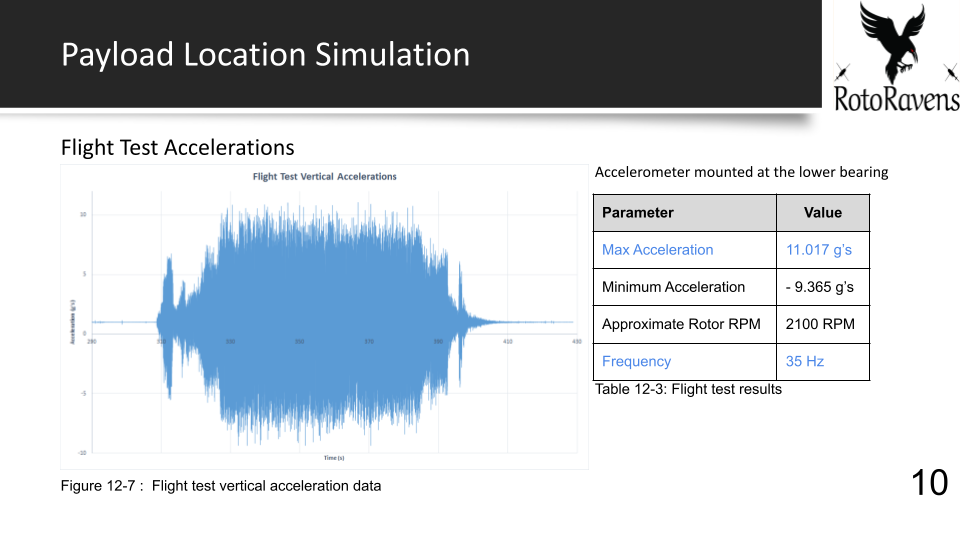 Payload Location Simulation
RotoRavens
Flight Test Accelerations
Flight Test Vertical Accelerations
10
5
0
-5
-10
Acceleration (g's)
290
310
330
370
390
410
430
Time (s)
Figure 12-7 :  Flight test vertical acceleration data
Accelerometer mounted at the lower bearing
Parameter Value
Max Acceleration 11.017 g’s
Minimum Acceleration - 9.365 g’s
Approximate Rotor RPM 2100 RPM
Frequency 35 Hz
Table 12-3: Flight test results
10